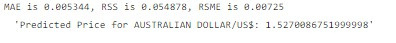 MAE is 0.005344, RSS is 0.054878, RSME is 0.00725
'Predicted Price for AUSTRALIAN DOLLAR/US$: 1.5270086751999998'